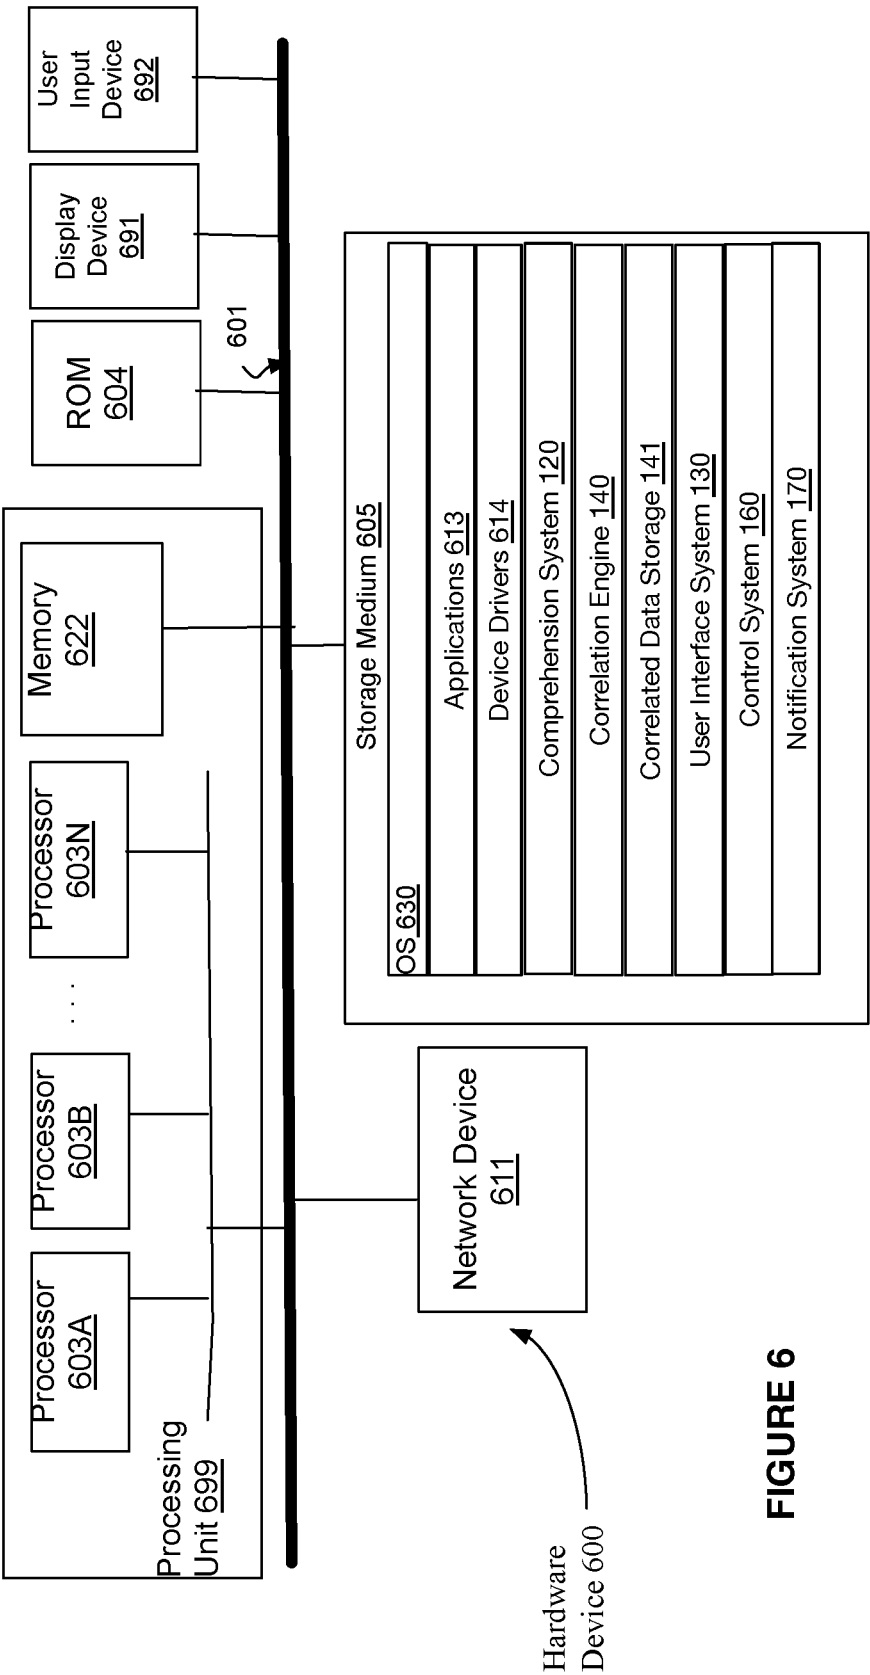 Processor
603A
Processor
603B
. . .
Processor
603N
Memory
622
ROM
604
Display
Device
691
User
Input
Device
692
Processing
Unit 699
601
Network Device
611
Storage Medium 605
OS 630
Applications 613
Device Drivers 614
Comprehension System 120
Correlation Engine 140
Correlated Data Storage 141
User Interface System 130
Control System 160
Notification System 170
Hardware
Device 600
FIGURE 6